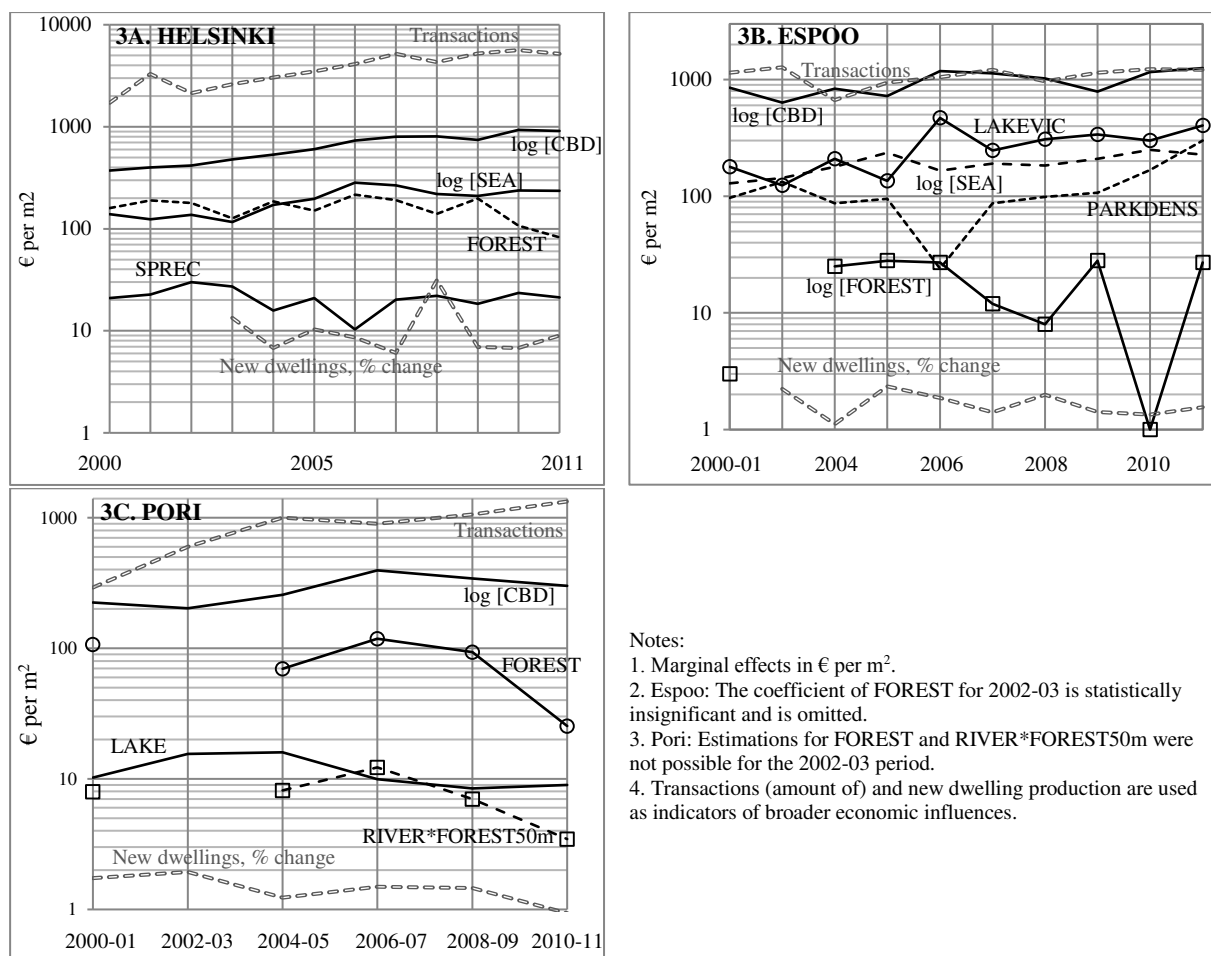 3A. HELSINKI
10000
1000
100
10
1
€ per m2
Transactions
log [CBD]
log [SEA]
FOREST
SPREC
New dwellings, % change
2000
2005
2011
3B. ESPOO
1000
100
10
1
€ per m2
Transactions
log [CBD]
LAKEVIC
log [SEA]
PARKDENS
log [FOREST]
New dwellings, % change
2000-01
2004
2006
2008
2010
3C. PORI
1000
100
10
1
€ per m²
Transactions
log [CBD]
FOREST
LAKE
RIVER*FOREST50m
New dwellings, % change
2000-01
2002-03
2004-05
2006-07
2008-09
2010-11
Notes:
1. Marginal effects in € per m².
2. Espoo: The coefficient of FOREST for 2002-03 is statistically
insignificant and is omitted.
3. Pori: Estimations for FOREST and RIVER*FOREST50m were
not possible for the 2002-03 period.
4. Transactions (amount of) and new dwelling production are used
as indicators of broader economic influences.